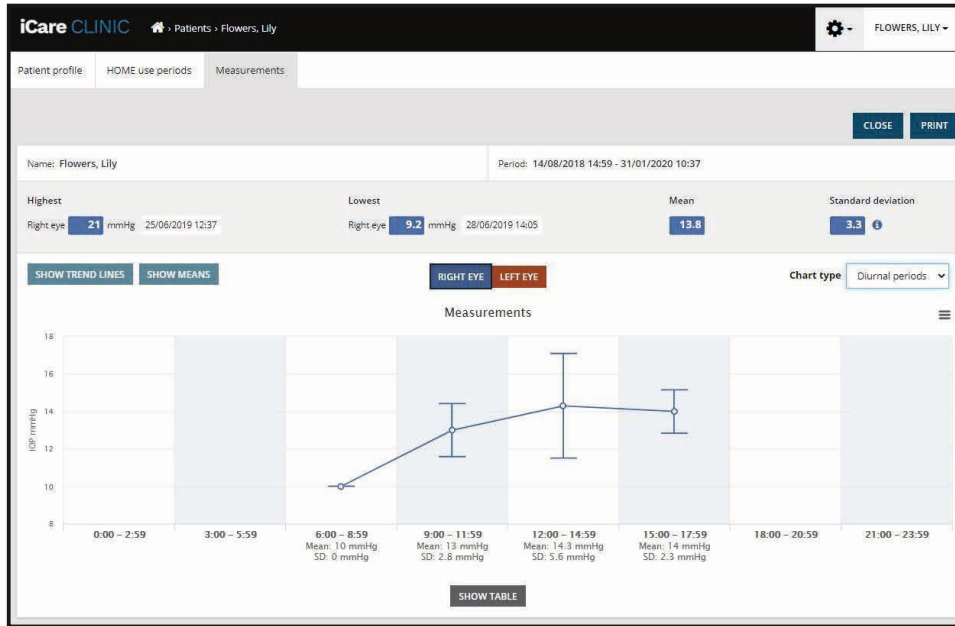 iCare CLINIC › Patients › Flowers, Lily FLOWERS, LILY
Patient profile HOME use periods Measurements
CLOSE PRINT
Name: Flowers, Lily Period: 14/08/2018 14:59 - 31/01/2020 10:37
Highest Lowest Mean Standard deviation
Right eye 21 mmHg 25/06/2019 12:37 Right eye 9.2 mmHg 28/06/2019 14:05 13.8 3.3 i
SHOW TREND LINES SHOW MEANS RIGHT EYE LEFT EYE Chart type Diurnal periods
Measurements
18
16
14
12
10
8
IOP mmHg
0:00 – 2:59 3:00 – 5:59 6:00 – 8:59 9:00 – 11:59 12:00 – 14:59 15:00 – 17:59 18:00 – 20:59 21:00 – 23:59
Mean: 10 mmHg Mean: 13 mmHg Mean: 14.3 mmHg Mean: 14 mmHg
SD: 0 mmHg SD: 2.8 mmHg SD: 5.6 mmHg SD: 2.3 mmHg
SHOW TABLE